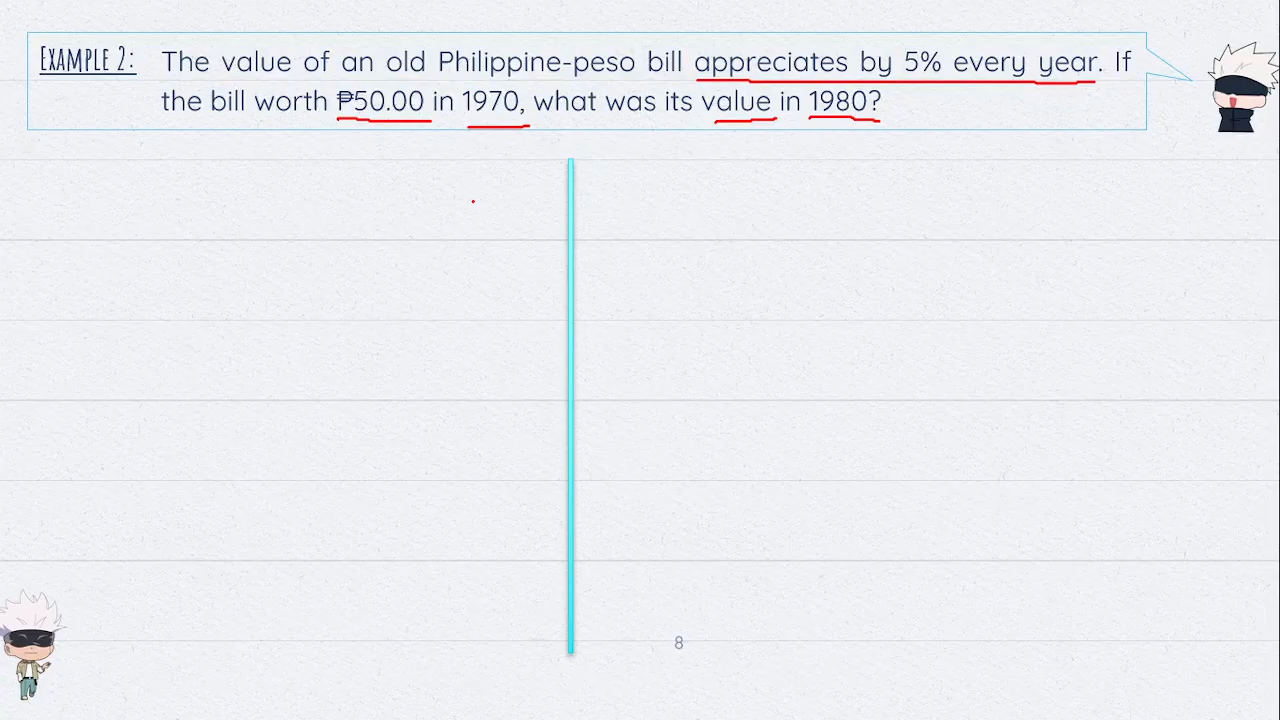 EXAMPLE 2: The value of an old Philippine-peso bill appreciates by 5% every year. If
the bill worth ₱50.00 in 1970, what was its value in 1980?
8